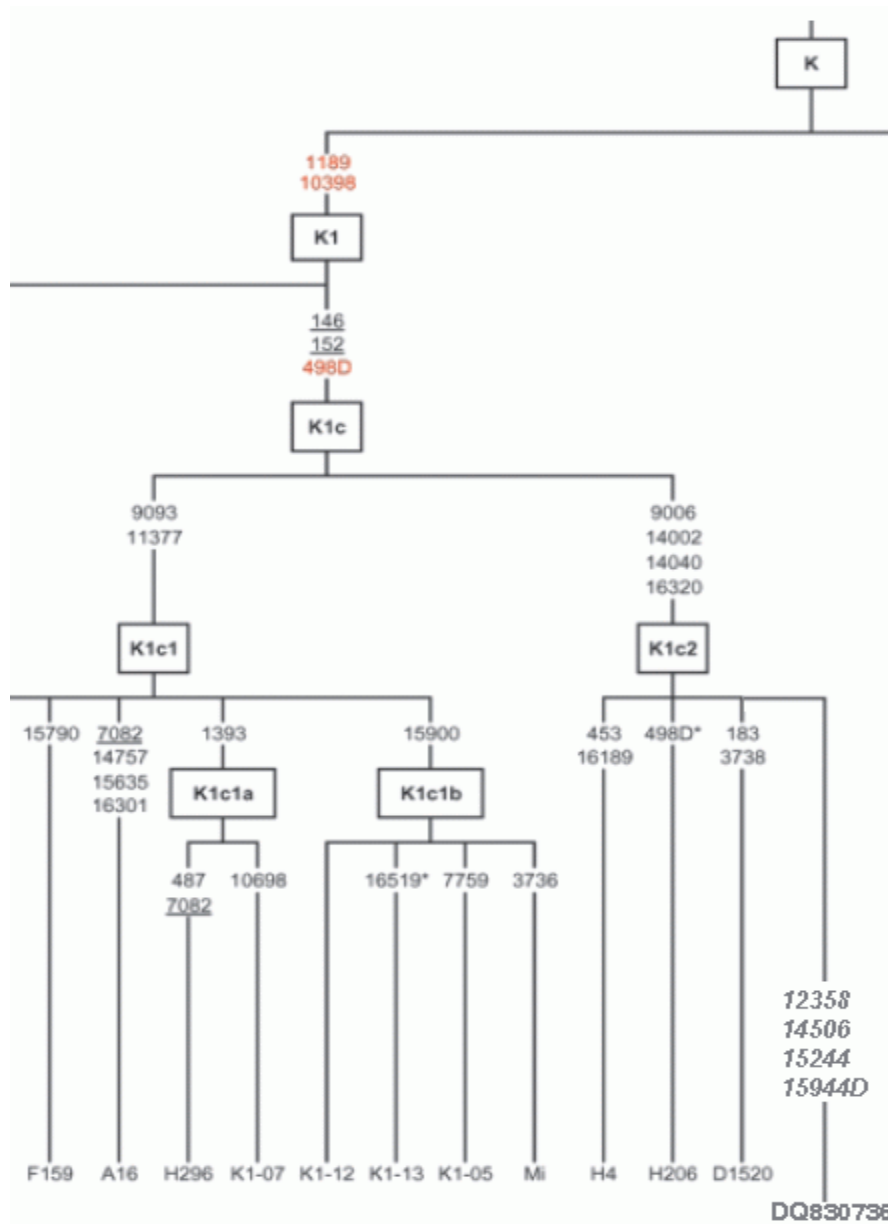 K
1189
10398
K1
146
152
498D
K1c
9093
11377
9006
14002
14040
16320
K1c1
K1c2
15790
7082
14757
15635
16301
1393
15900
453
16189
498D*
183
3738
K1c1a
K1c1b
487
7082
10698
16519*
7759
3736
12358
14506
15244
15944D
F159 A16 H296 K1-07 K1-12 K1-13 K1-05 Mi H4 H206 D1520
DQ830738